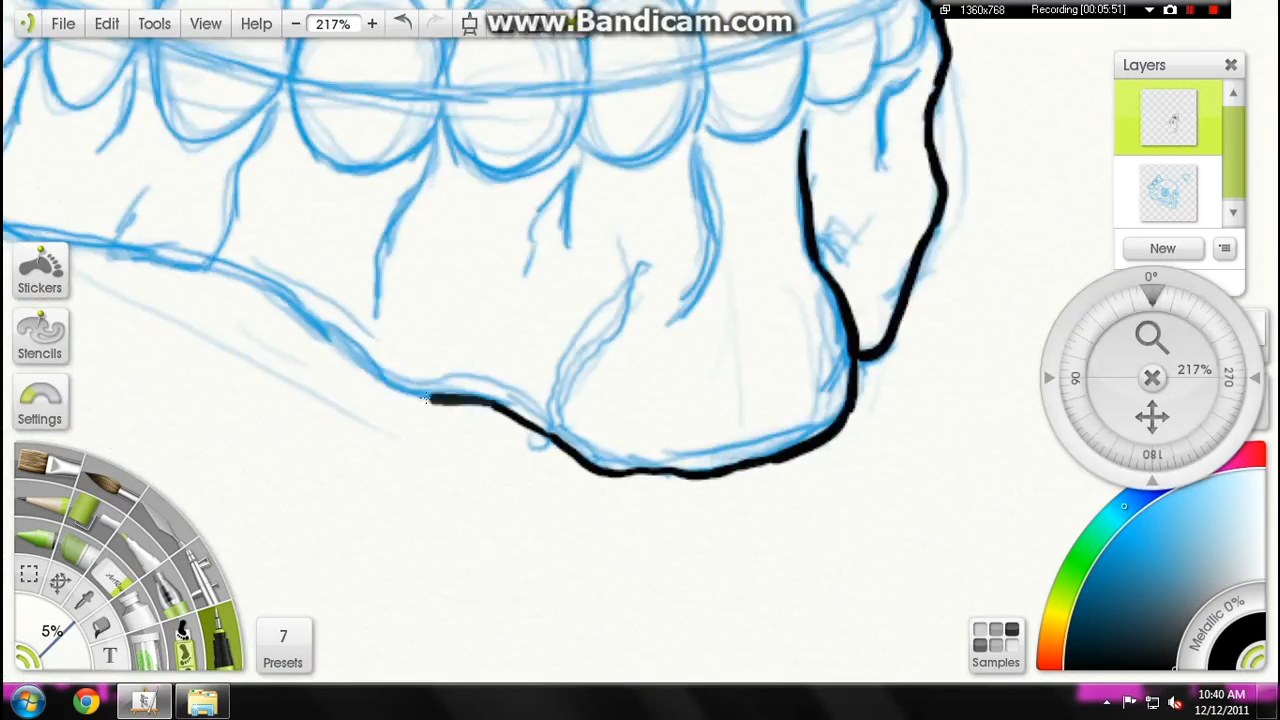 File Edit Tools View Help 217% www.Bandicam.com 1360x768 Recording [00:05:51]
Layers
New
Stickers
Stencils
Settings
0°
217%
90 270
180
5%
T
7
Presets
Metallic 0%
Samples
10:40 AM
12/12/2011